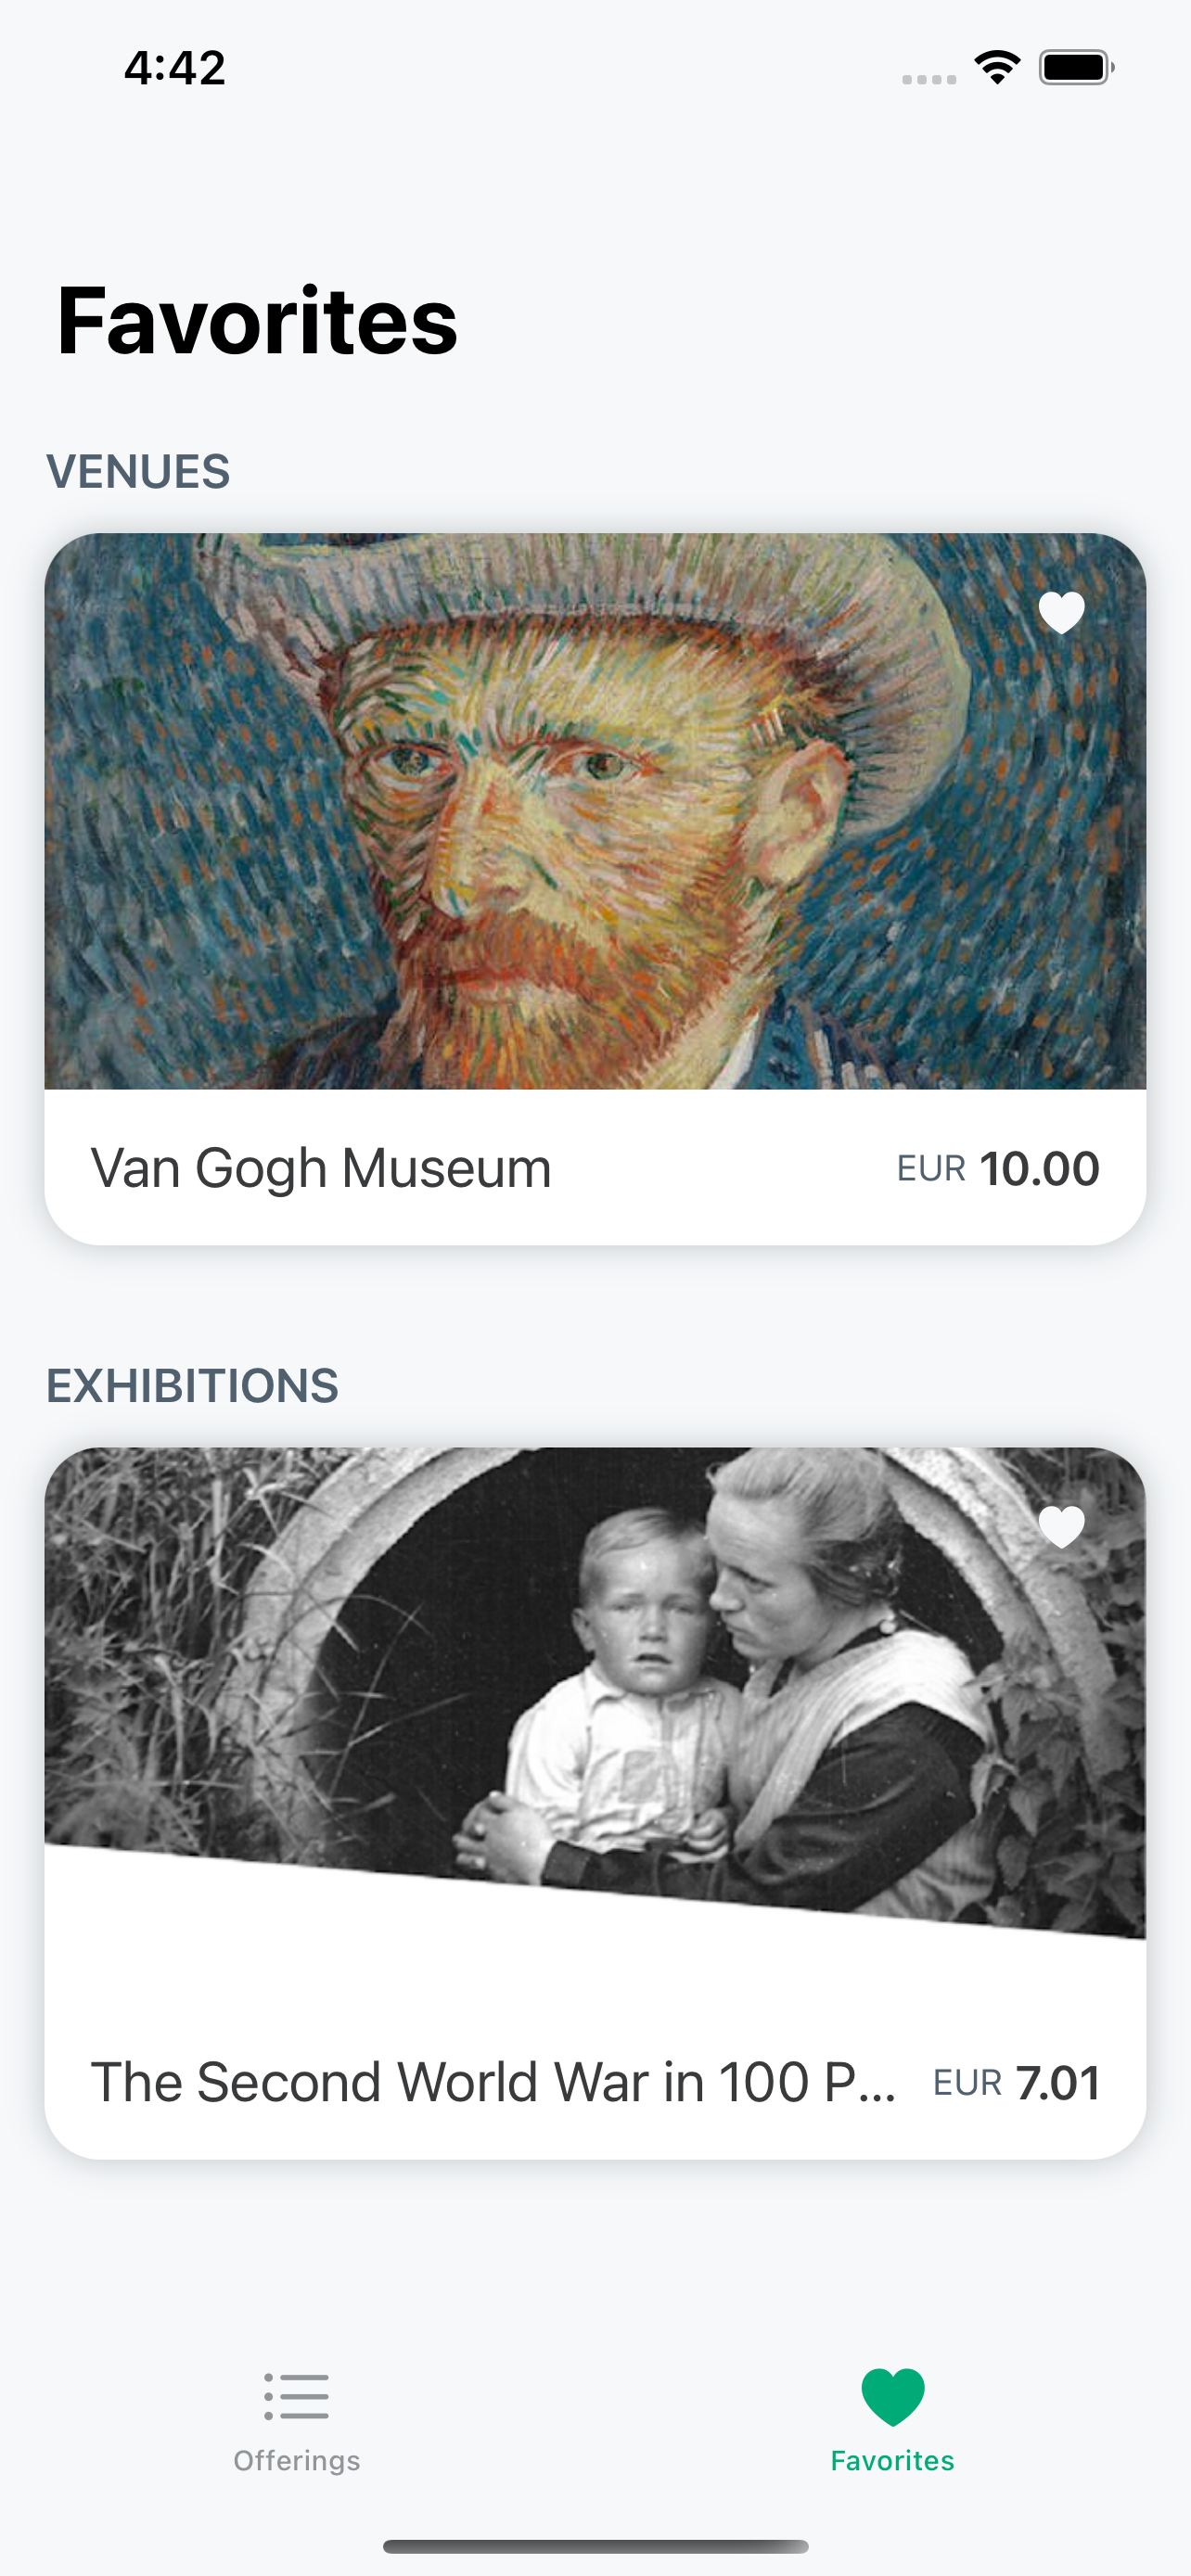 4:42
Favorites
VENUES
Van Gogh Museum EUR 10.00
EXHIBITIONS
The Second World War in 100 P... EUR 7.01
Offerings Favorites